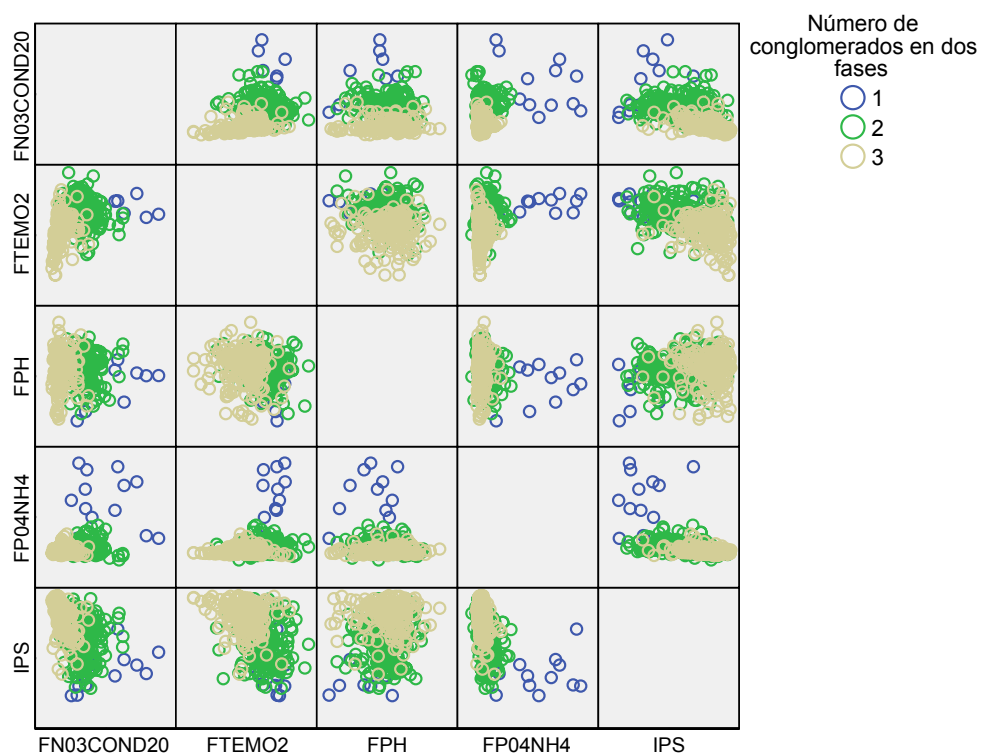 Número de
conglomerados en dos
fases
1
2
3
FN03COND20
FTEMO2
FPH
FP04NH4
IPS
FN03COND20 FTEMO2 FPH FP04NH4 IPS